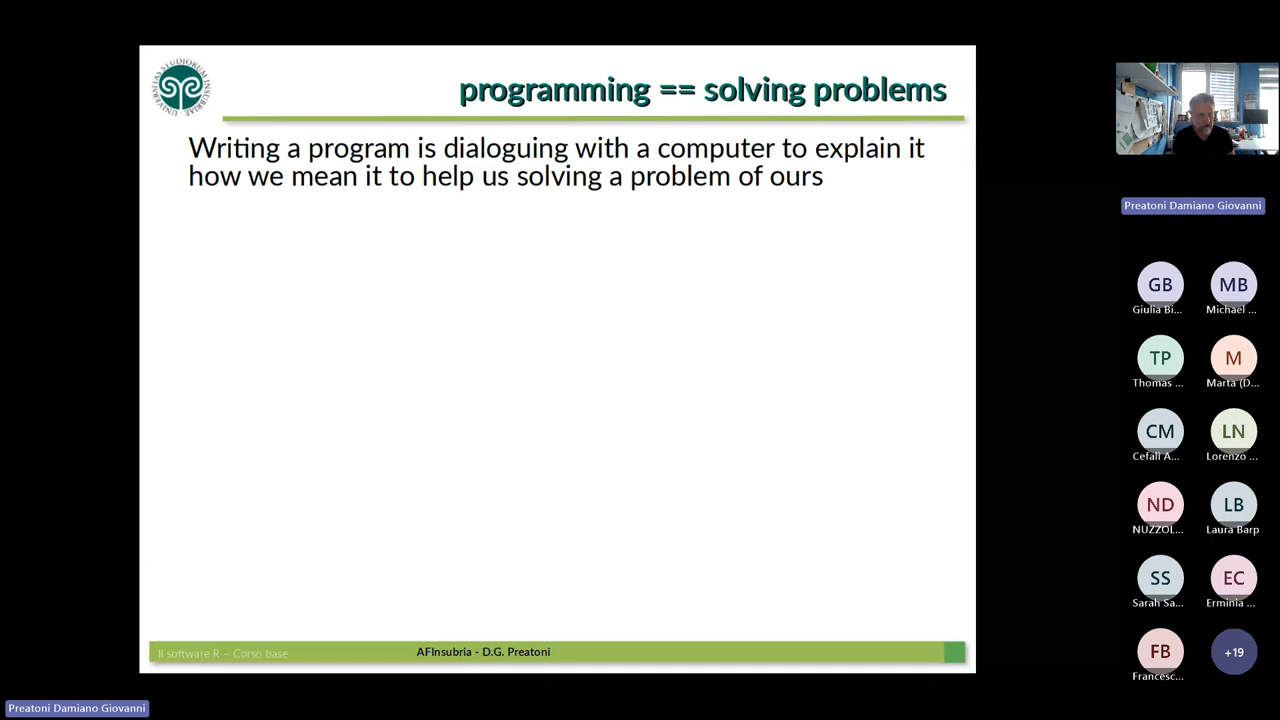 programming == solving problems
Writing a program is dialoguing with a computer to explain it
how we mean it to help us solving a problem of ours
Il software R – Corso base
AFInsubria - D.G. Preatoni
Preatoni Damiano Giovanni
GB
MB
Giulia Bi...
Michael ...
TP
M
Thomas ...
Marta (D...
CM
LN
Cefalì A...
Lorenzo ...
ND
LB
NUZZOL...
Laura Barp
SS
EC
Sarah Sa...
Erminia ...
FB
+19
Francesc...
Preatoni Damiano Giovanni